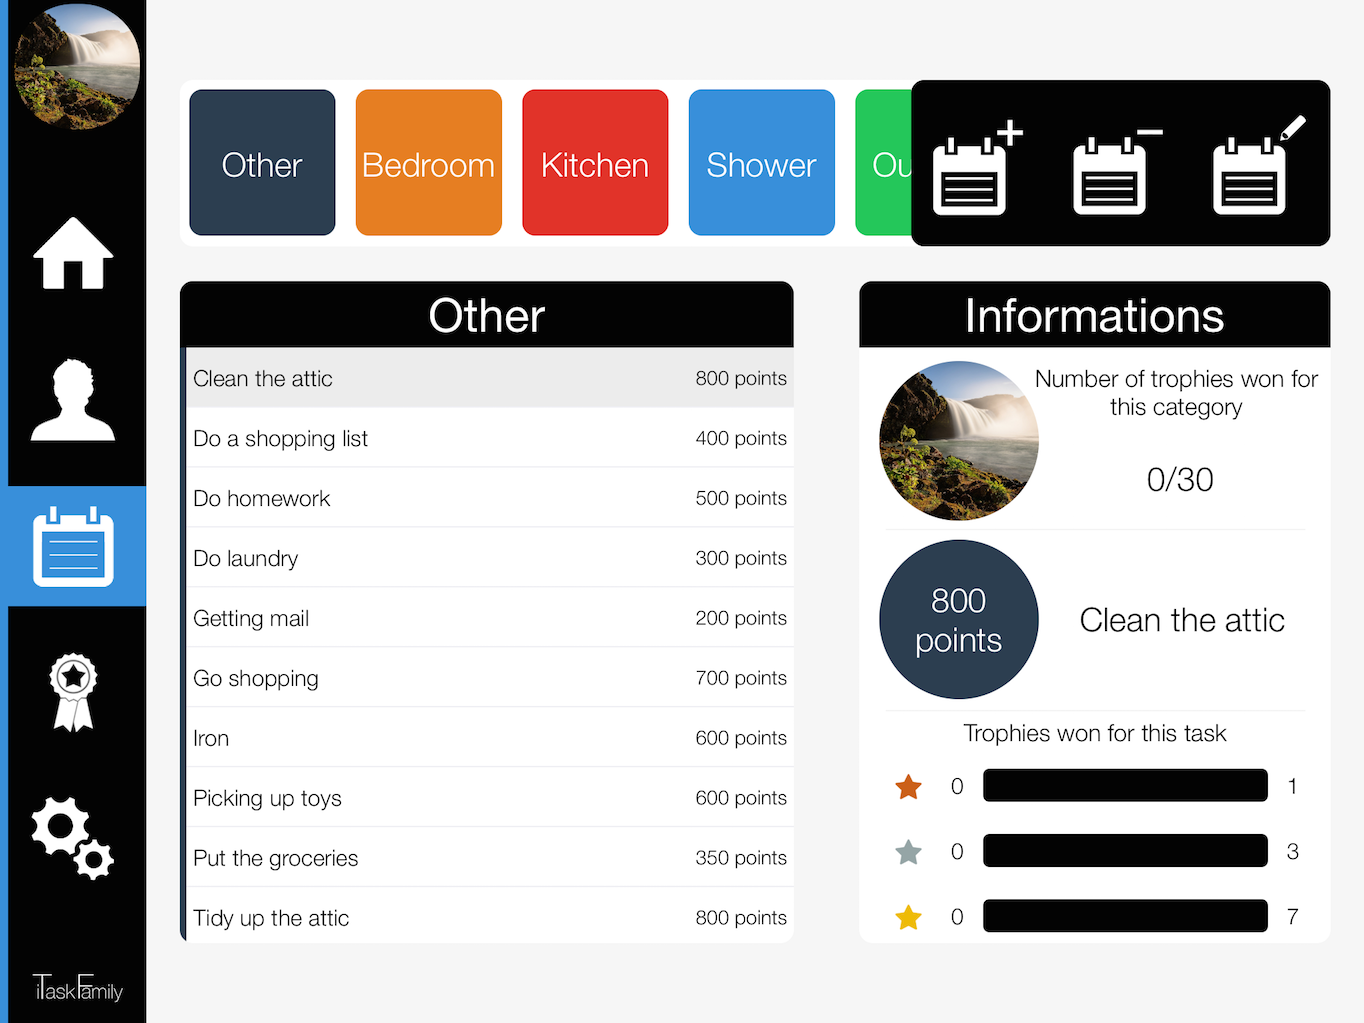 Other
Bedroom
Kitchen
Shower
Ou
Other
Clean the attic 800 points
Do a shopping list 400 points
Do homework 500 points
Do laundry 300 points
Getting mail 200 points
Go shopping 700 points
Iron 600 points
Picking up toys 600 points
Put the groceries 350 points
Tidy up the attic 800 points
Informations
Number of trophies won for
this category
0/30
800
points
Clean the attic
Trophies won for this task
0 1
0 3
0 7
iTaskFamily